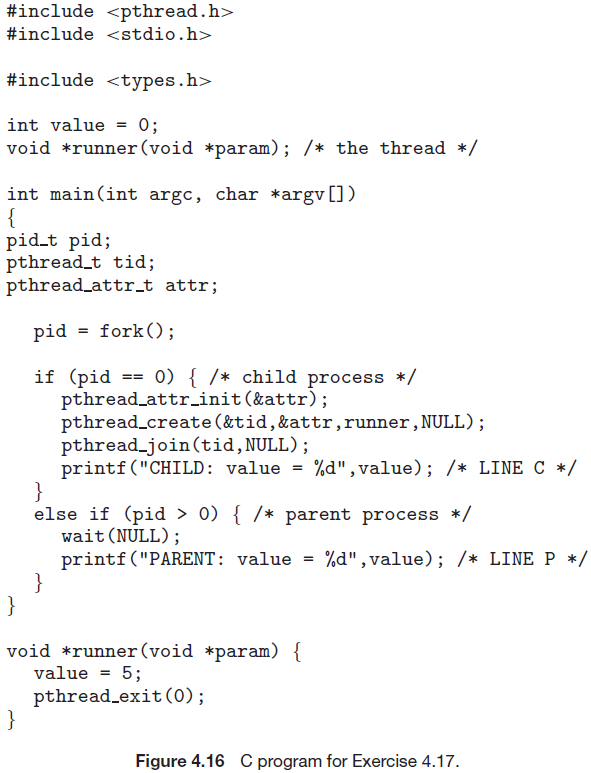 #include <pthread.h>
#include <stdio.h>
#include <types.h>
int value = 0;
void *runner(void *param); /* the thread */
int main(int argc, char *argv[])
{
pid_t pid;
pthread_t tid;
pthread_attr_t attr;
pid = fork();
if (pid == 0) { /* child process */
pthread_attr_init(&attr);
pthread_create(&tid,&attr,runner,NULL);
pthread_join(tid,NULL);
printf("CHILD: value = %d",value); /* LINE C */
}
else if (pid > 0) { /* parent process */
wait(NULL);
printf("PARENT: value = %d",value); /* LINE P */
}
}
void *runner(void *param) {
value = 5;
pthread_exit(0);
}
Figure 4.16 C program for Exercise 4.17.